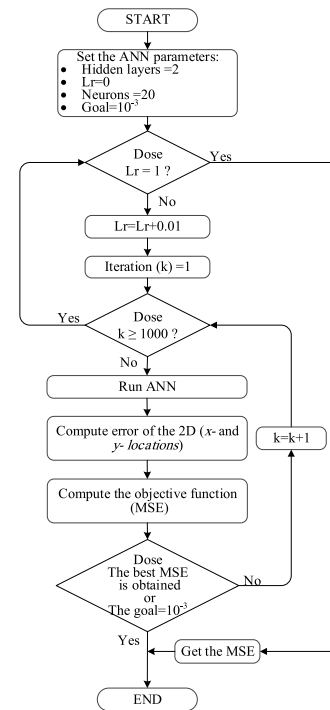 START
Set the ANN parameters:
• Hidden layers =2
• Lr=0
• Neurons =20
• Goal=10-3
Dose
Lr = 1 ?
Yes
No
Lr=Lr+0.01
Iteration (k) =1
Dose
k ≥ 1000 ?
Yes
No
Run ANN
Compute error of the 2D (x- and
y- locations)
k=k+1
Compute the objective function
(MSE)
Dose
The best MSE
is obtained
or
The goal=10-3
No
Yes
Get the MSE
END